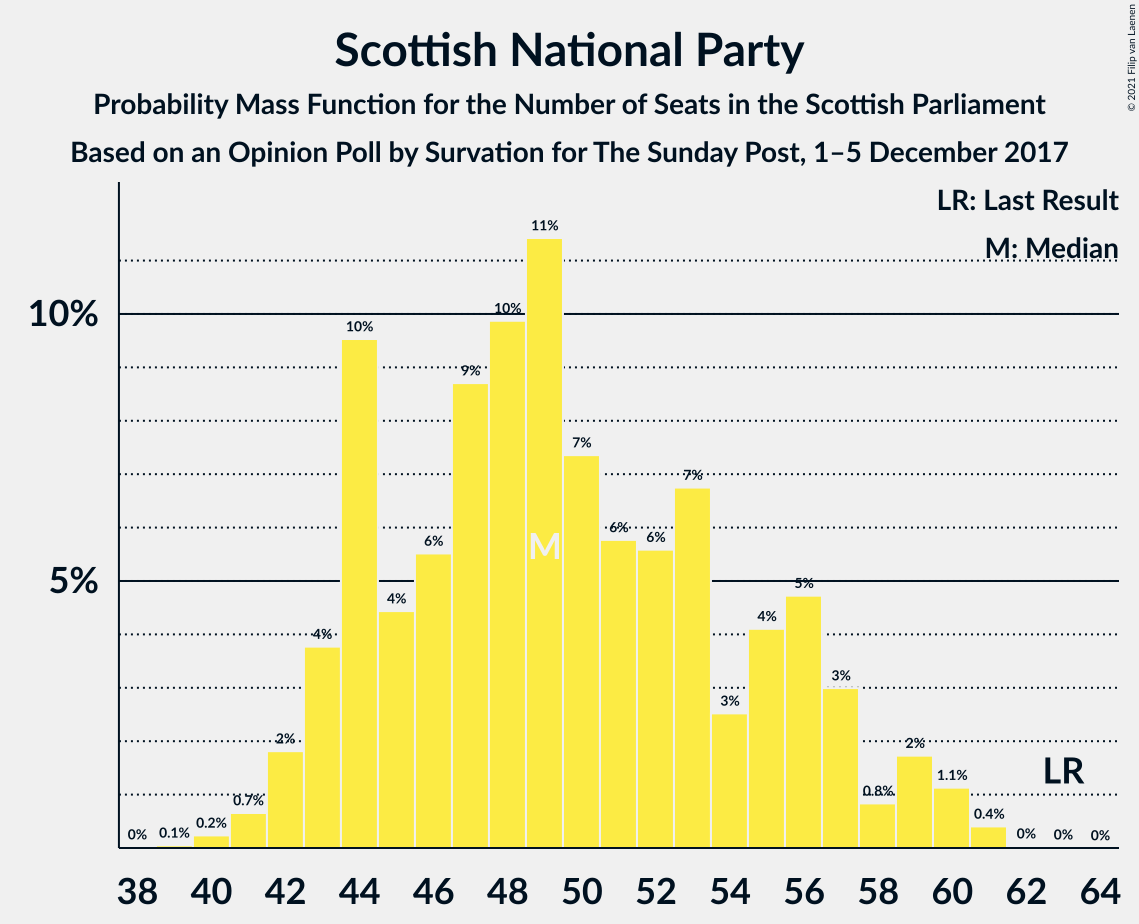 Scottish National Party
Probability Mass Function for the Number of Seats in the Scottish Parliament
Based on an Opinion Poll by Survation for The Sunday Post, 1–5 December 2017
© 2021 Filip van Laenen
LR: Last Result
M: Median
10%
5%
0% 0.1% 0.2% 0.7% 2% 4% 10% 4% 6% 9% 10% 11% 7% 6% 6% 7% 3% 4% 5% 3% 0.8% 2% 1.1% 0.4% 0% 0% 0%
M
LR
38 40 42 44 46 48 50 52 54 56 58 60 62 64